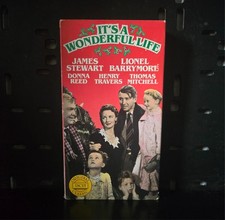 IT'S A
WONDERFUL LIFE
JAMES LIONEL
STEWART BARRYMORE
DONNA HENRY THOMAS
REED TRAVERS MITCHELL